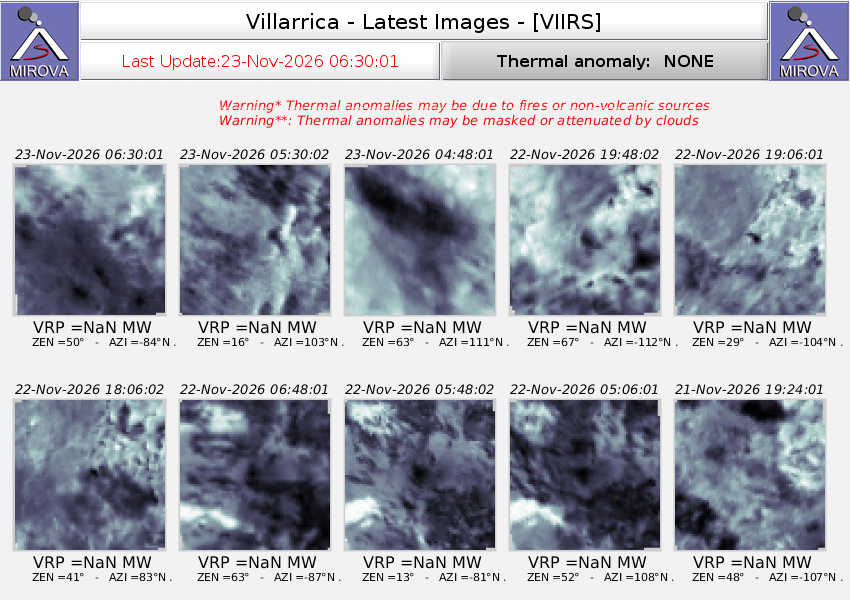 Villarrica - Latest Images - [VIIRS]
MIROVA
Last Update:23-Nov-2026 06:30:01
Thermal anomaly: NONE
MIROVA
Warning* Thermal anomalies may be due to fires or non-volcanic sources
Warning**: Thermal anomalies may be masked or attenuated by clouds
23-Nov-2026 06:30:01 23-Nov-2026 05:30:02 23-Nov-2026 04:48:01 22-Nov-2026 19:48:02 22-Nov-2026 19:06:01
VRP =NaN MW VRP =NaN MW VRP =NaN MW VRP =NaN MW VRP =NaN MW
ZEN =50° - AZI =-84°N . ZEN =16° - AZI =103°N . ZEN =63° - AZI =111°N . ZEN =67° - AZI =-112°N . ZEN =29° - AZI =-104°N .
22-Nov-2026 18:06:02 22-Nov-2026 06:48:01 22-Nov-2026 05:48:02 22-Nov-2026 05:06:01 21-Nov-2026 19:24:01
VRP =NaN MW VRP =NaN MW VRP =NaN MW VRP =NaN MW VRP =NaN MW
ZEN =41° - AZI =83°N . ZEN =63° - AZI =-87°N . ZEN =13° - AZI =-81°N . ZEN =52° - AZI =108°N . ZEN =48° - AZI =-107°N .